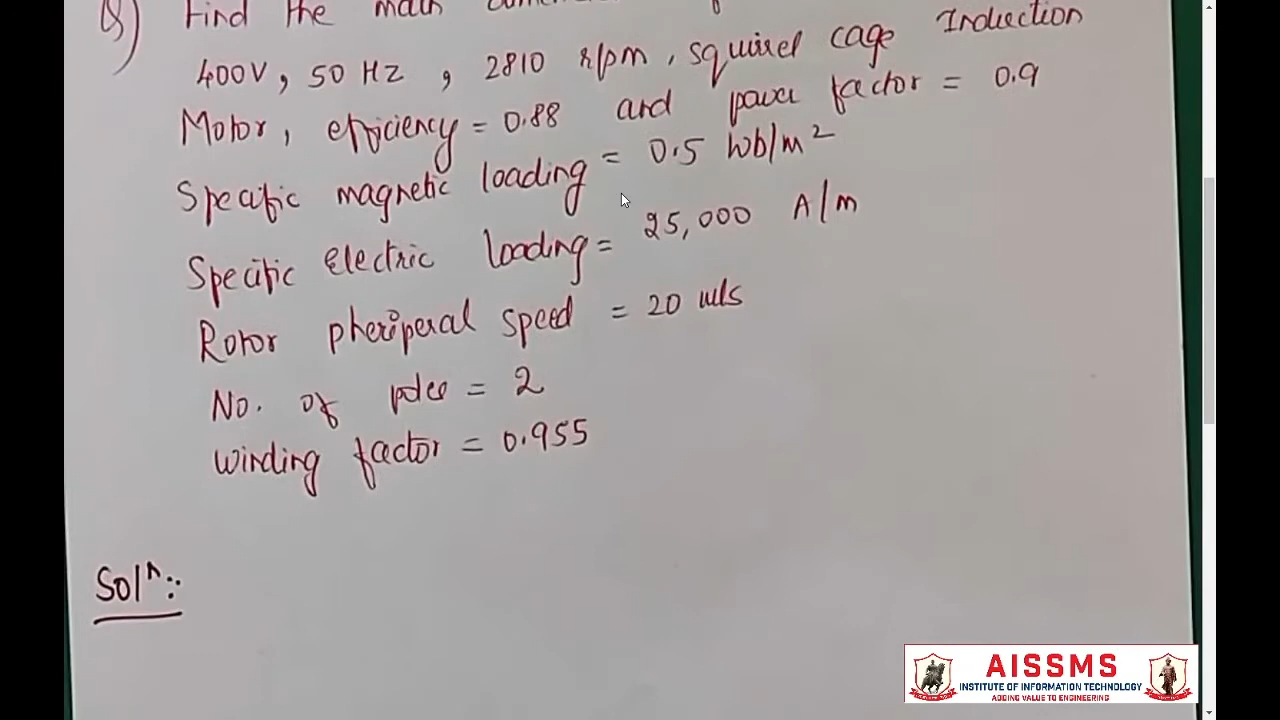 Q) Find the main
400V, 50 Hz, 2810 r/pm, squirrel cage Induction
Motor, efficiency = 0.88 and power factor = 0.9
Specific magnetic loading = 0.5 wb/m²
Specific electric loading = 25,000 A/m
Rotor pheriperal speed = 20 m/s
No. of poles = 2
winding factor = 0.955
Solⁿ:
AISSMS
INSTITUTE OF INFORMATION TECHNOLOGY
ADDING VALUE TO ENGINEERING